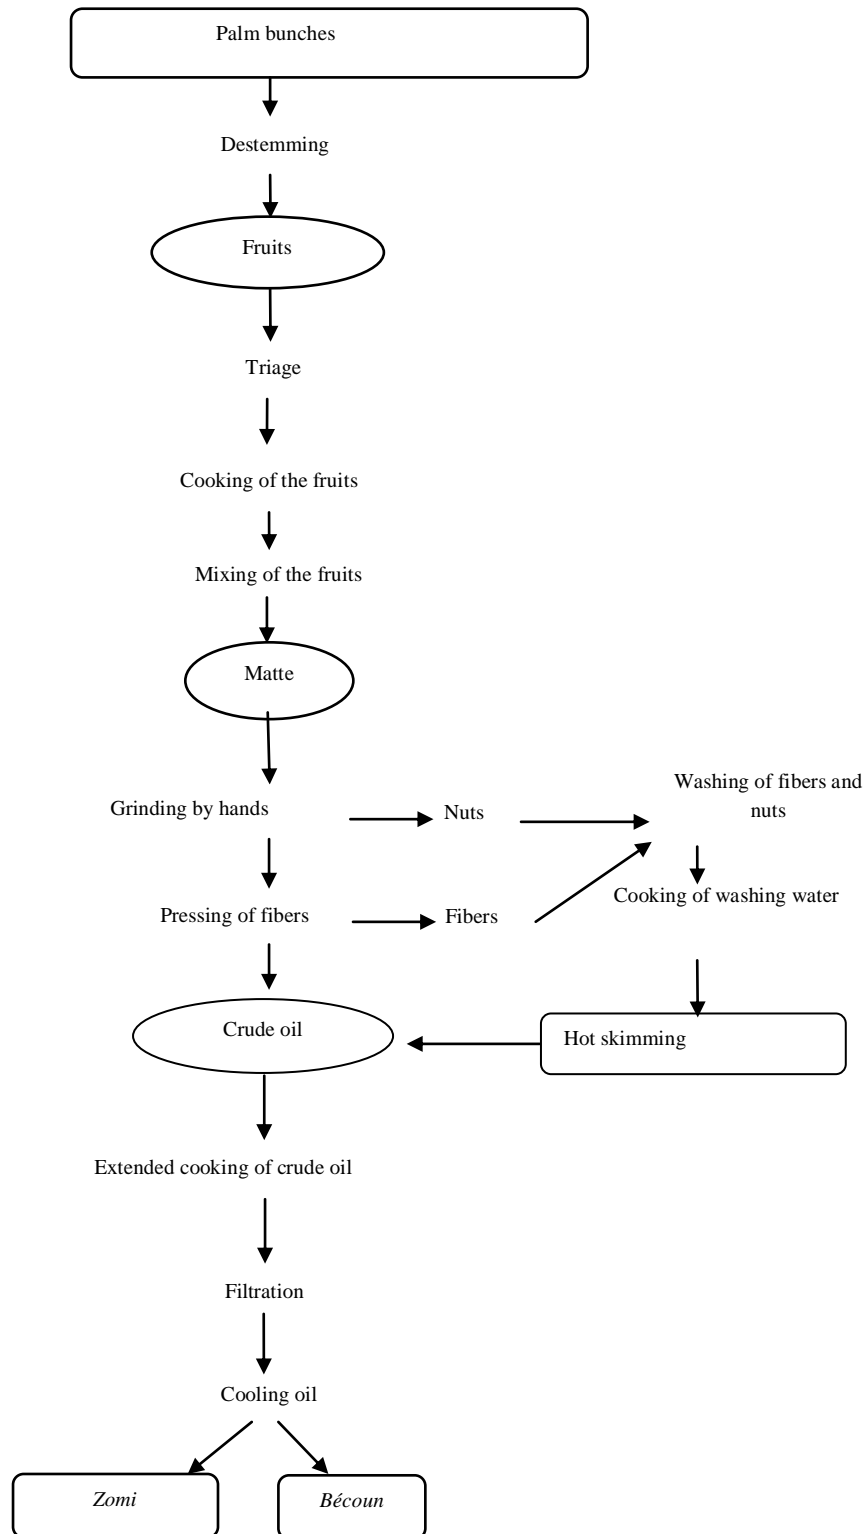 Palm bunches
Destemming
Fruits
Triage
Cooking of the fruits
Mixing of the fruits
Matte
Grinding by hands
Nuts
Washing of fibers and
nuts
Pressing of fibers
Fibers
Cooking of washing water
Crude oil
Hot skimming
Extended cooking of crude oil
Filtration
Cooling oil
Zomi
Bécoun